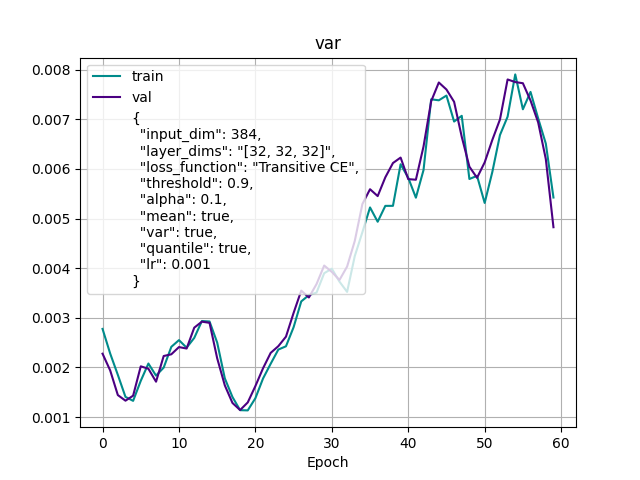 var
0.008
0.007
0.006
0.005
0.004
0.003
0.002
0.001
train
val
{
"input_dim": 384,
"layer_dims": "[32, 32, 32]",
"loss_function": "Transitive CE",
"threshold": 0.9,
"alpha": 0.1,
"mean": true,
"var": true,
"quantile": true,
"lr": 0.001
}
0 10 20 30 40 50 60
Epoch